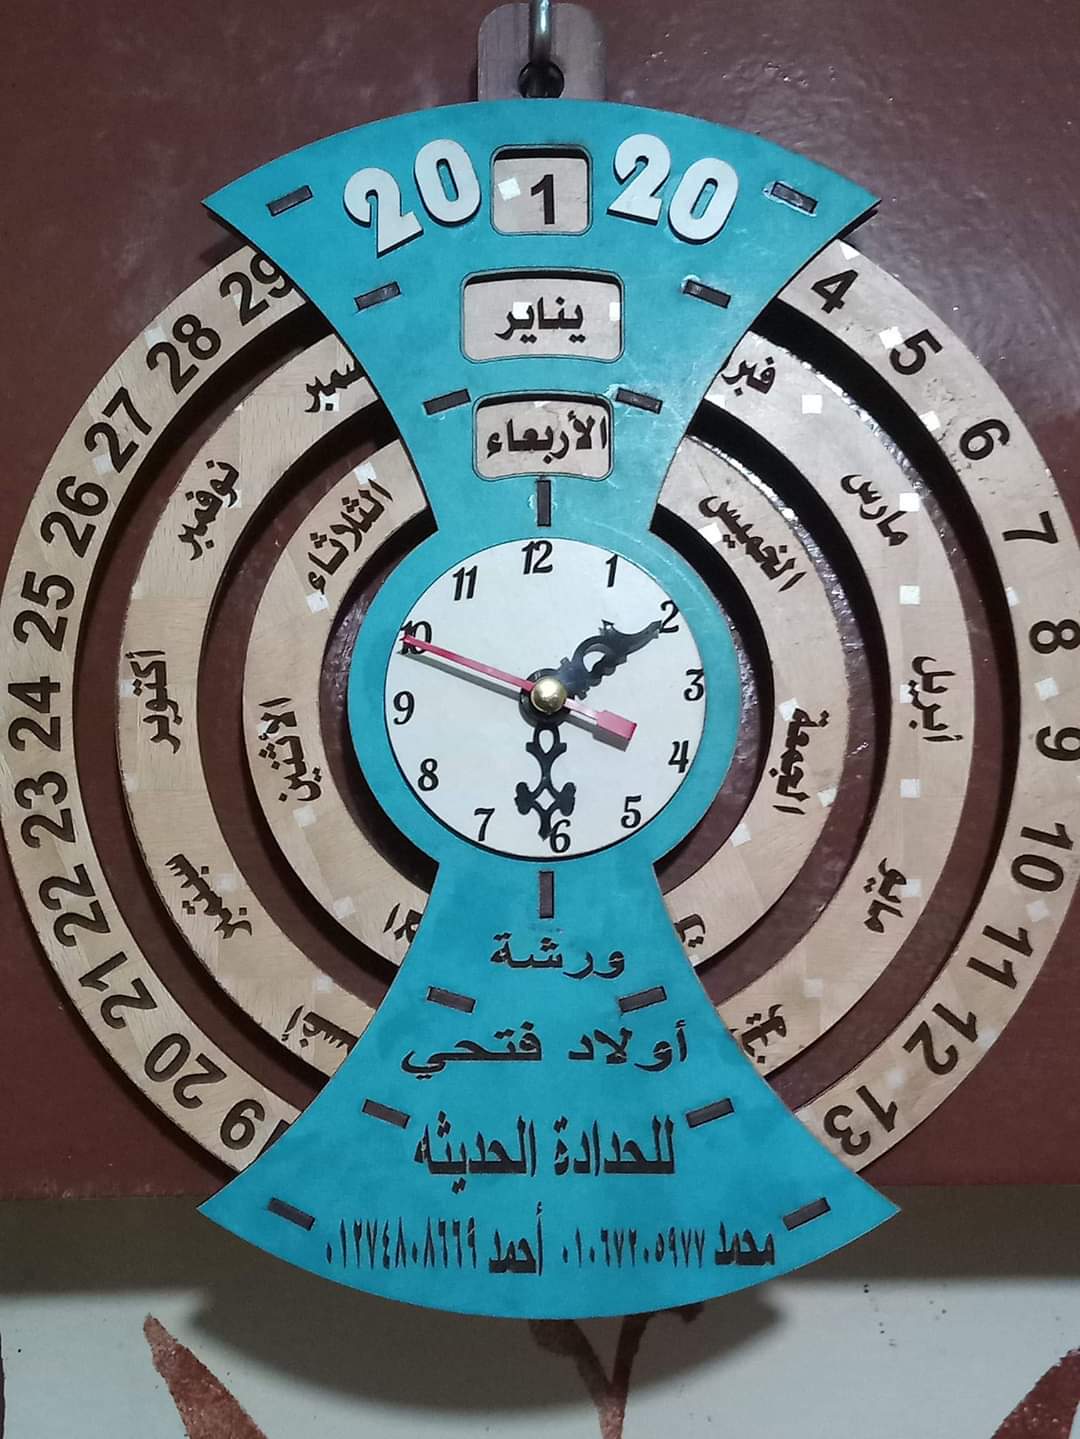 20 1 20
يناير
الأربعاء
29 28 27 26 25 24 23 22 21 20 19
4 5 6 7 8 9 10 11 12 13
نوفمبر
أكتوبر
سبتمبر
مارس
أبريل
مايو
الثلاثاء
الاثنين
الخميس
الجمعة
12 1 2 3 4 5 6 7 8 9 10 11
ورشة
أولاد فتحي
للحدادة الحديثه
محمد ٠١٠٦٧٢٠٥٩٧٧ أحمد ٠١٢٧٤٨٠٨٦٦٩